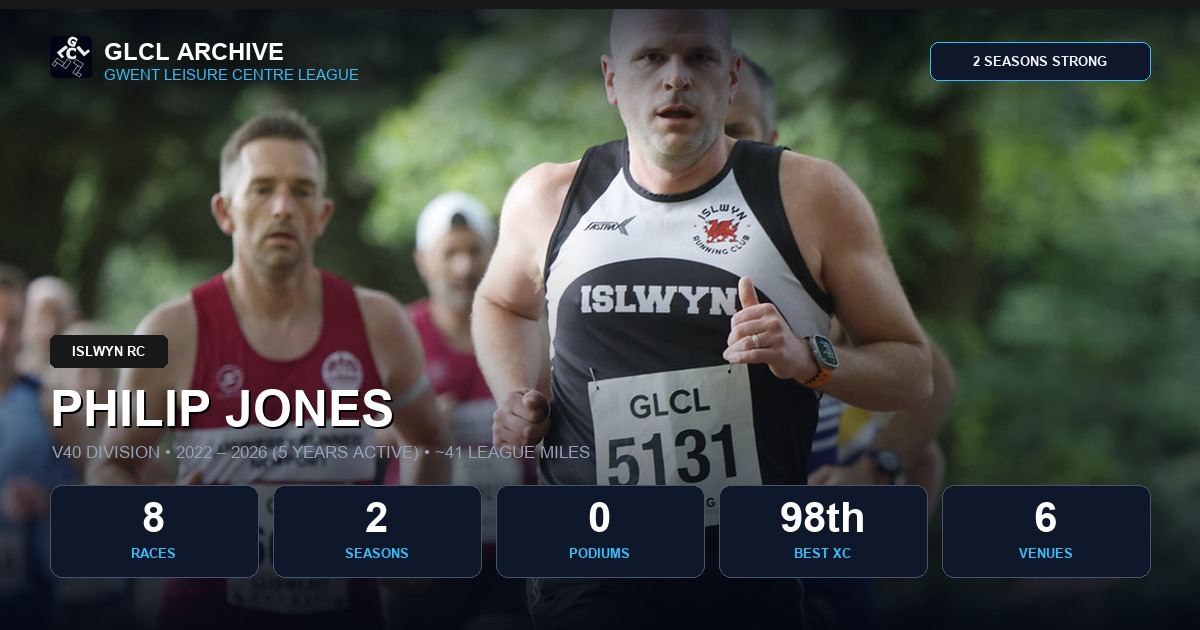 GLCL ARCHIVE
GWENT LEISURE CENTRE LEAGUE
2 SEASONS STRONG
FASTRAX
ISLWYN
RUNNING CLUB
ISLWYN
GLCL
5131
ISLWYN RC
PHILIP JONES
V40 DIVISION • 2022 – 2026 (5 YEARS ACTIVE) • ~41 LEAGUE MILES
8
RACES
2
SEASONS
0
PODIUMS
98th
BEST XC
6
VENUES